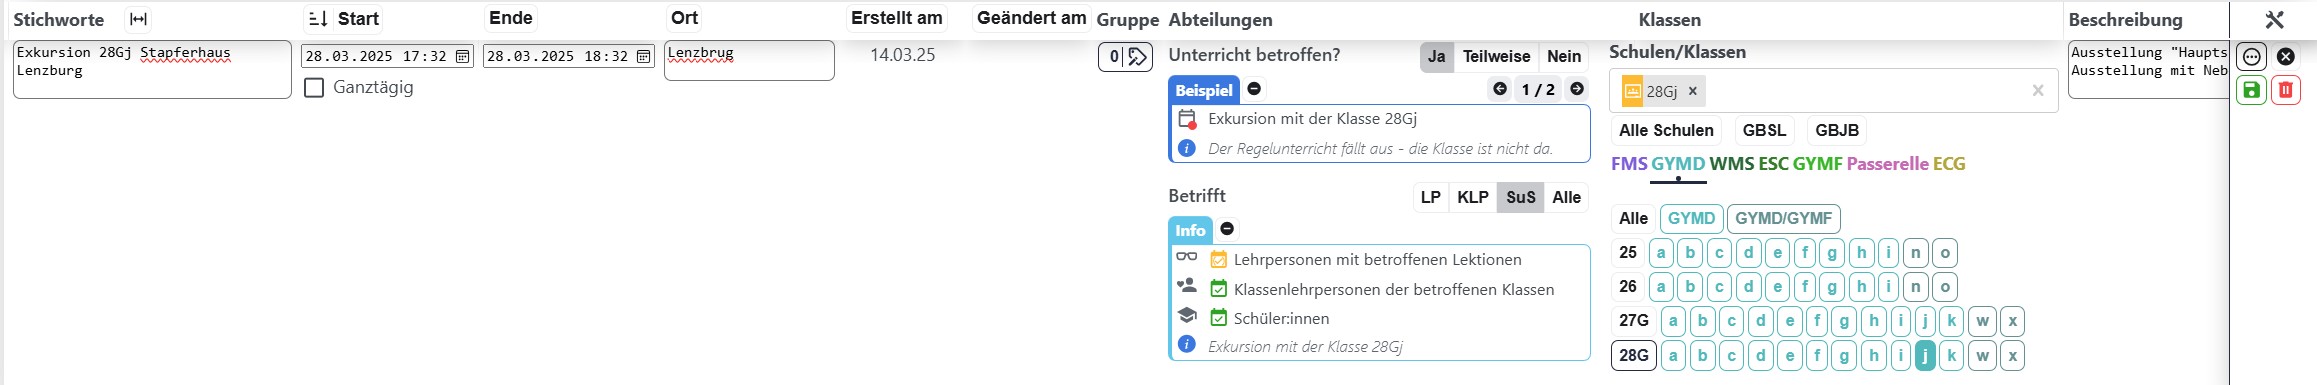 Stichworte Start Ende Ort Erstellt am Geändert am Gruppe Abteilungen Klassen Beschreibung
Exkursion 28Gj Stapferhaus
Lenzburg
28.03.2025 17:32
28.03.2025 18:32
Ganztägig
Lenzbrug
14.03.25
0
Unterricht betroffen? Ja Teilweise Nein
Beispiel 1 / 2
Exkursion mit der Klasse 28Gj
Der Regelunterricht fällt aus - die Klasse ist nicht da.
Betrifft LP KLP SuS Alle
Info
Lehrpersonen mit betroffenen Lektionen
Klassenlehrpersonen der betroffenen Klassen
Schüler:innen
Exkursion mit der Klasse 28Gj
Schulen/Klassen
28Gj ×
Alle Schulen GBSL GBJB
FMS GYMD WMS ESC GYMF Passerelle ECG
Alle GYMD GYMD/GYMF
25 a b c d e f g h i n o
26 a b c d e f g h i n o
27G a b c d e f g h i j k w x
28G a b c d e f g h i j k w x
Ausstellung "Haupts
Ausstellung mit Neb